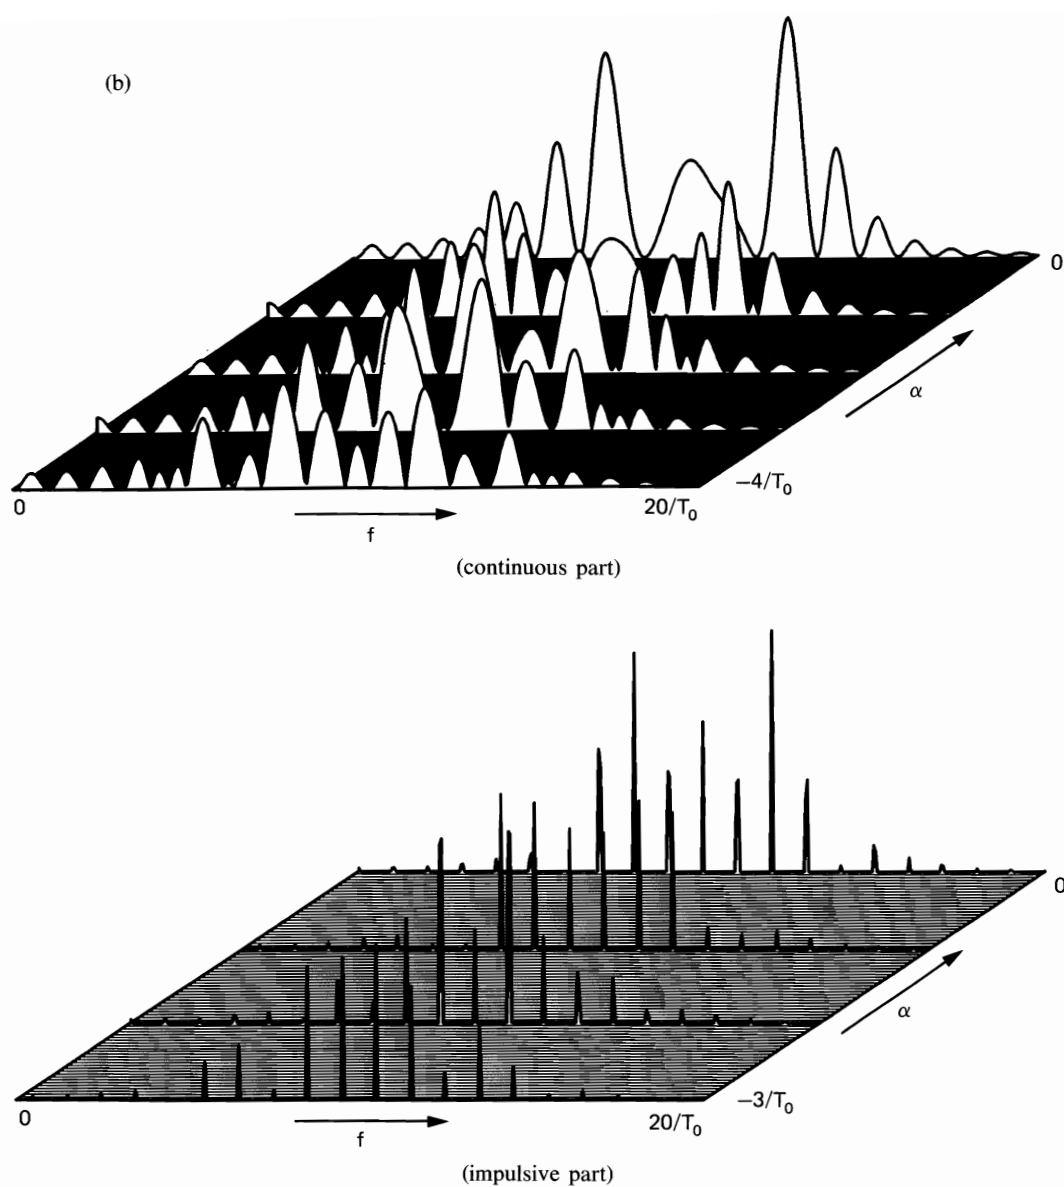 (b)
0
α
−4/T₀
0
20/T₀
f
(continuous part)
0
α
−3/T₀
0
20/T₀
f
(impulsive part)